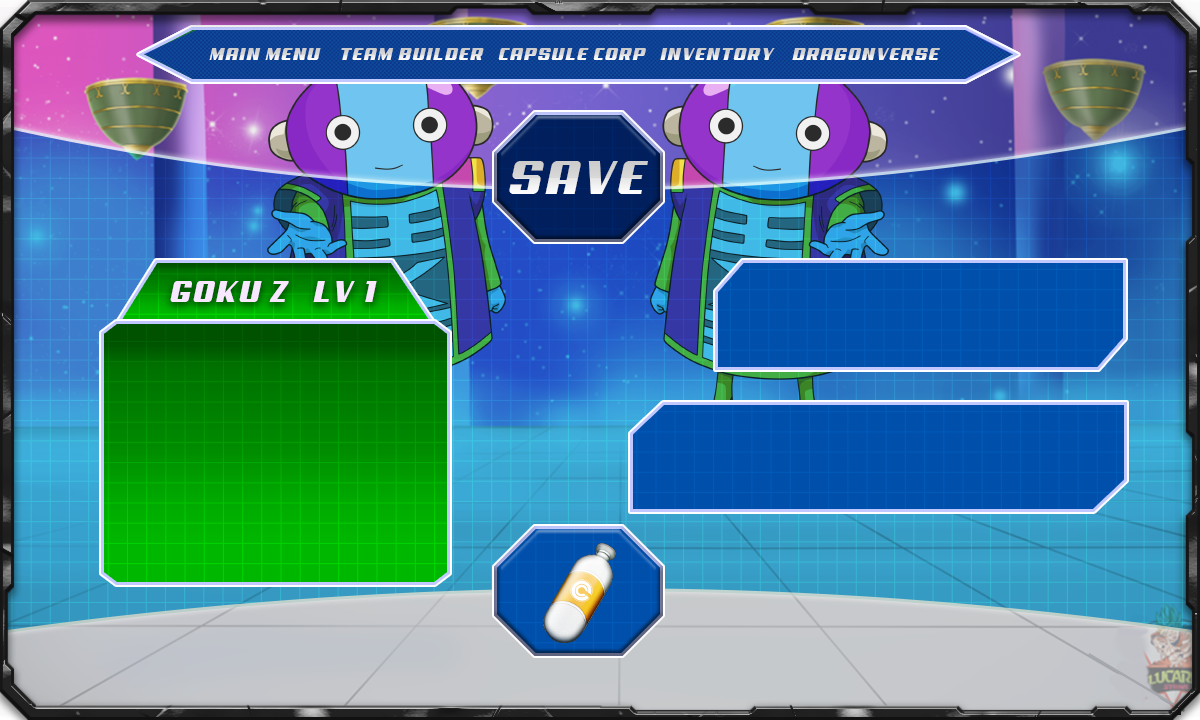 MAIN MENU TEAM BUILDER CAPSULE CORP INVENTORY DRAGONVERSE
SAVE
GOKU Z LV 1